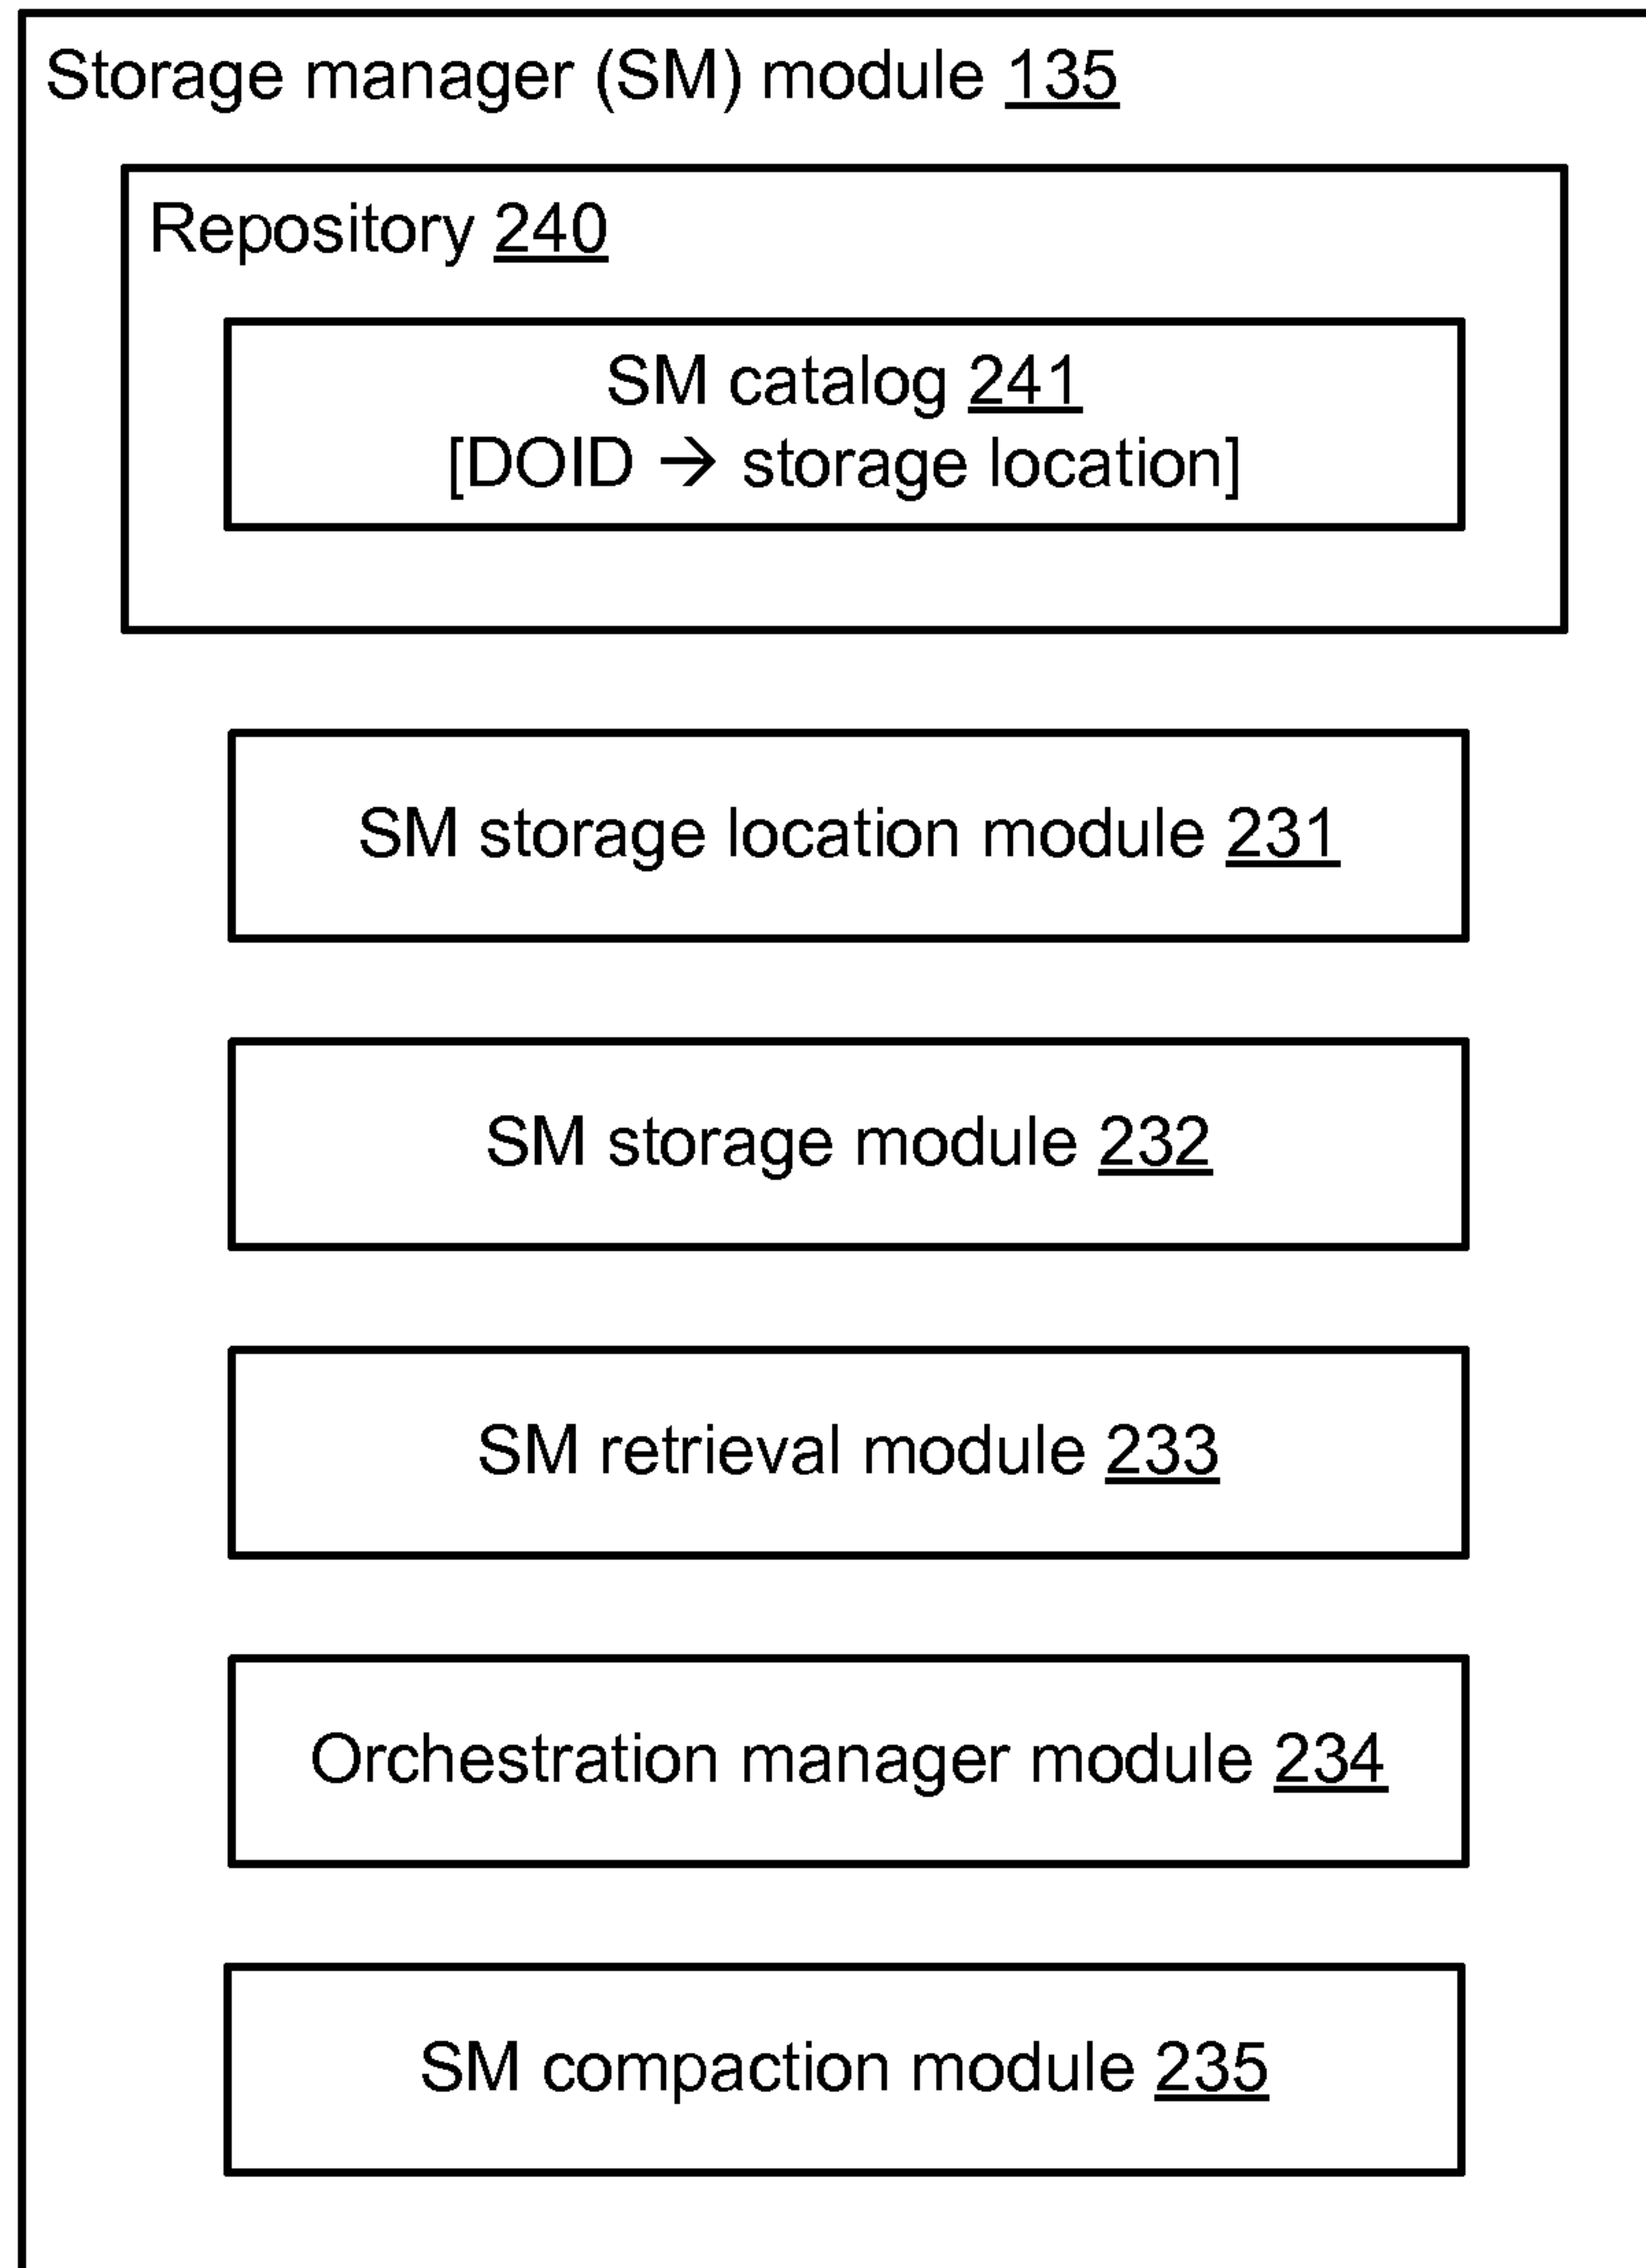 Storage manager (SM) module 135
Repository 240
SM catalog 241
[DOID → storage location]
SM storage location module 231
SM storage module 232
SM retrieval module 233
Orchestration manager module 234
SM compaction module 235